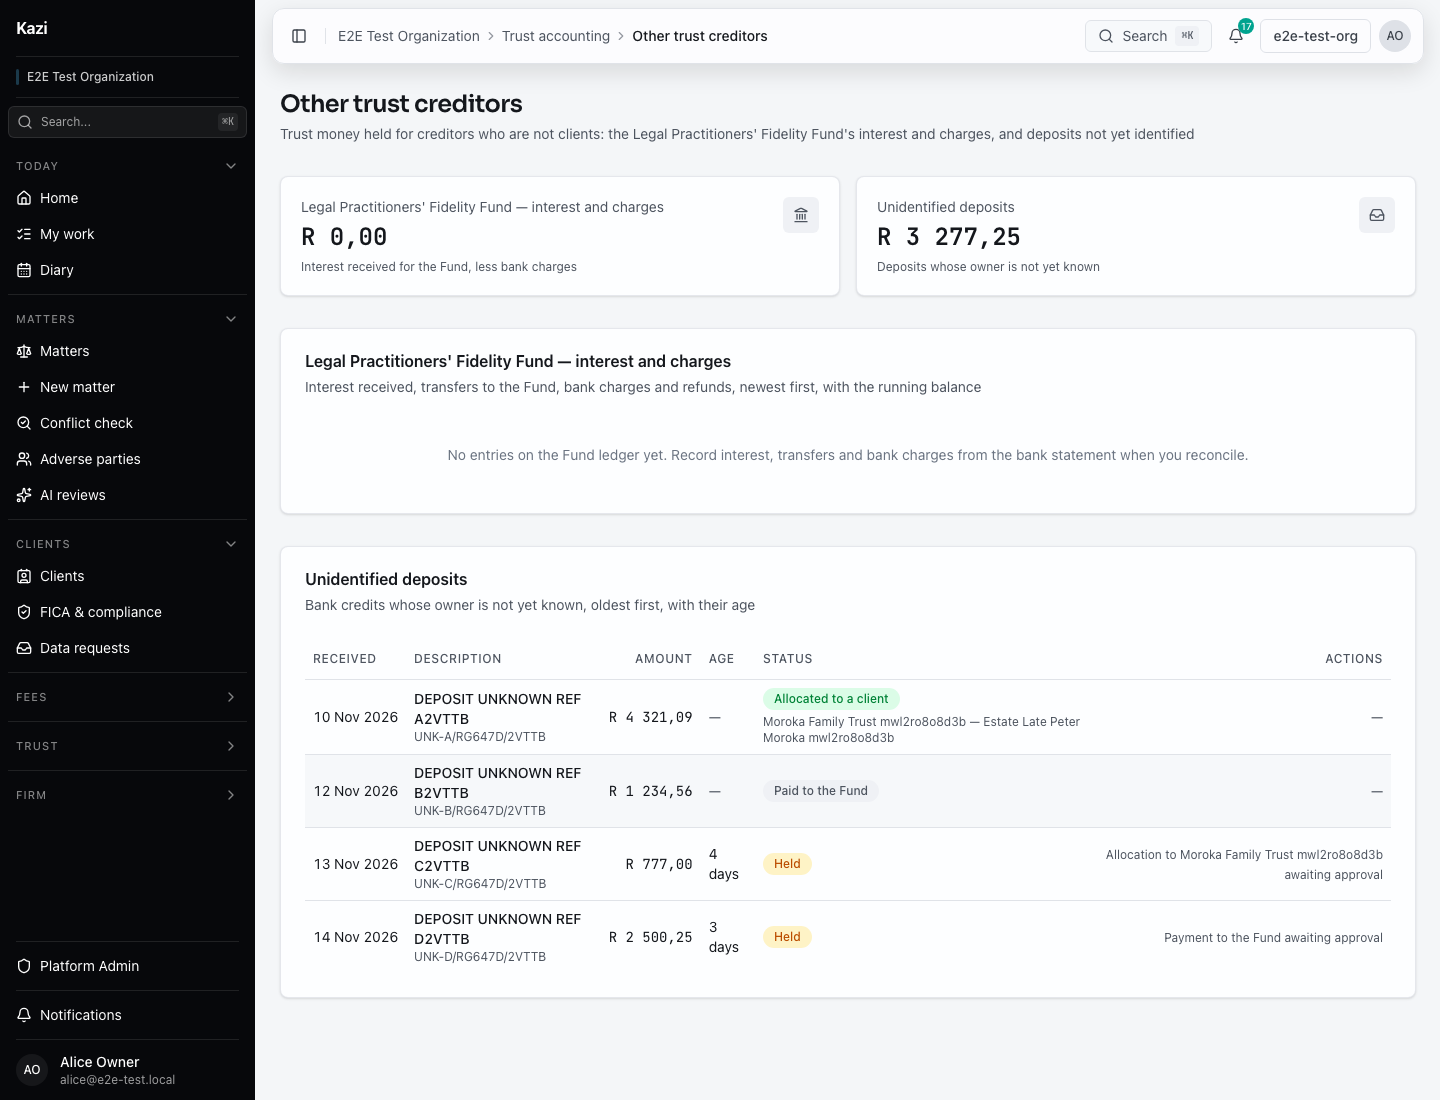 Kazi
E2E Test Organization
Search... ⌘K
TODAY
Home
My work
Diary
MATTERS
Matters
New matter
Conflict check
Adverse parties
AI reviews
CLIENTS
Clients
FICA & compliance
Data requests
FEES
TRUST
FIRM
Platform Admin
Notifications
AO
Alice Owner
alice@e2e-test.local
E2E Test Organization > Trust accounting > Other trust creditors
Search ⌘K
17
e2e-test-org
AO
Other trust creditors
Trust money held for creditors who are not clients: the Legal Practitioners' Fidelity Fund's interest and charges, and deposits not yet identified
Legal Practitioners' Fidelity Fund — interest and charges
R 0,00
Interest received for the Fund, less bank charges
Unidentified deposits
R 3 277,25
Deposits whose owner is not yet known
Legal Practitioners' Fidelity Fund — interest and charges
Interest received, transfers to the Fund, bank charges and refunds, newest first, with the running balance
No entries on the Fund ledger yet. Record interest, transfers and bank charges from the bank statement when you reconcile.
Unidentified deposits
Bank credits whose owner is not yet known, oldest first, with their age
RECEIVED DESCRIPTION AMOUNT AGE STATUS ACTIONS
10 Nov 2026
DEPOSIT UNKNOWN REF
A2VTTB
UNK-A/RG647D/2VTTB
R 4 321,09
—
Allocated to a client
Moroka Family Trust mwl2ro8o8d3b — Estate Late Peter
Moroka mwl2ro8o8d3b
—
12 Nov 2026
DEPOSIT UNKNOWN REF
B2VTTB
UNK-B/RG647D/2VTTB
R 1 234,56
—
Paid to the Fund
—
13 Nov 2026
DEPOSIT UNKNOWN REF
C2VTTB
UNK-C/RG647D/2VTTB
R 777,00
4
days
Held
Allocation to Moroka Family Trust mwl2ro8o8d3b
awaiting approval
14 Nov 2026
DEPOSIT UNKNOWN REF
D2VTTB
UNK-D/RG647D/2VTTB
R 2 500,25
3
days
Held
Payment to the Fund awaiting approval